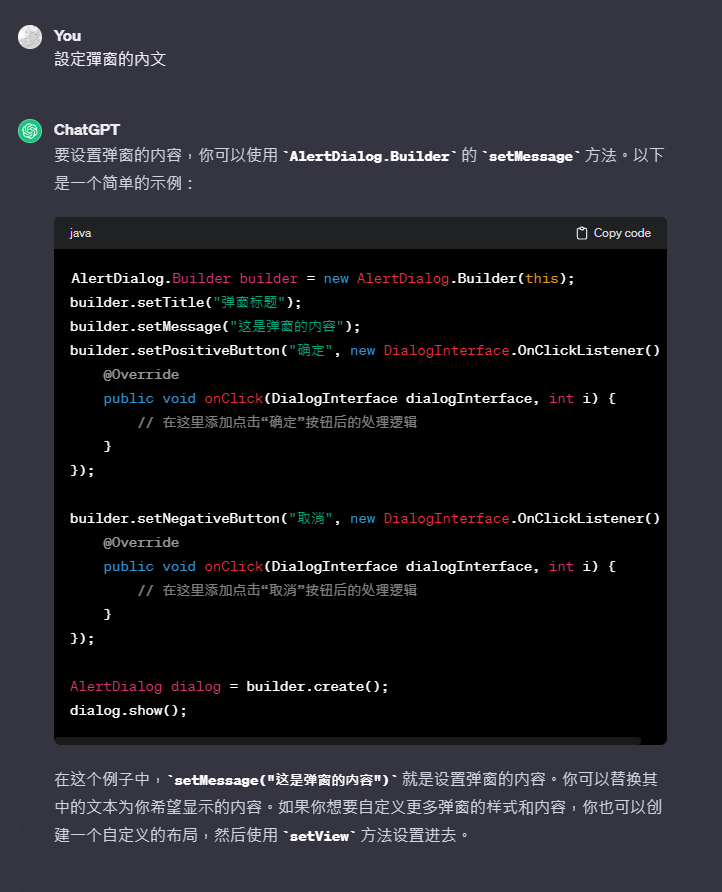 You
設定彈窗的內文
ChatGPT
要设置弹窗的内容，你可以使用 `AlertDialog.Builder` 的 `setMessage` 方法。以下
是一个简单的示例：
java
Copy code
AlertDialog.Builder builder = new AlertDialog.Builder(this);
builder.setTitle("弹窗标题");
builder.setMessage("这是弹窗的内容");
builder.setPositiveButton("确定", new DialogInterface.OnClickListener()
@Override
public void onClick(DialogInterface dialogInterface, int i) {
// 在这里添加点击“确定”按钮后的处理逻辑
}
});
builder.setNegativeButton("取消", new DialogInterface.OnClickListener()
@Override
public void onClick(DialogInterface dialogInterface, int i) {
// 在这里添加点击“取消”按钮后的处理逻辑
}
});
AlertDialog dialog = builder.create();
dialog.show();
在这个例子中，`setMessage("这是弹窗的内容")` 就是设置弹窗的内容。你可以替换其
中的文本为你希望显示的内容。如果你想要自定义更多弹窗的样式和内容，你也可以创
建一个自定义的布局，然后使用 `setView` 方法设置进去。